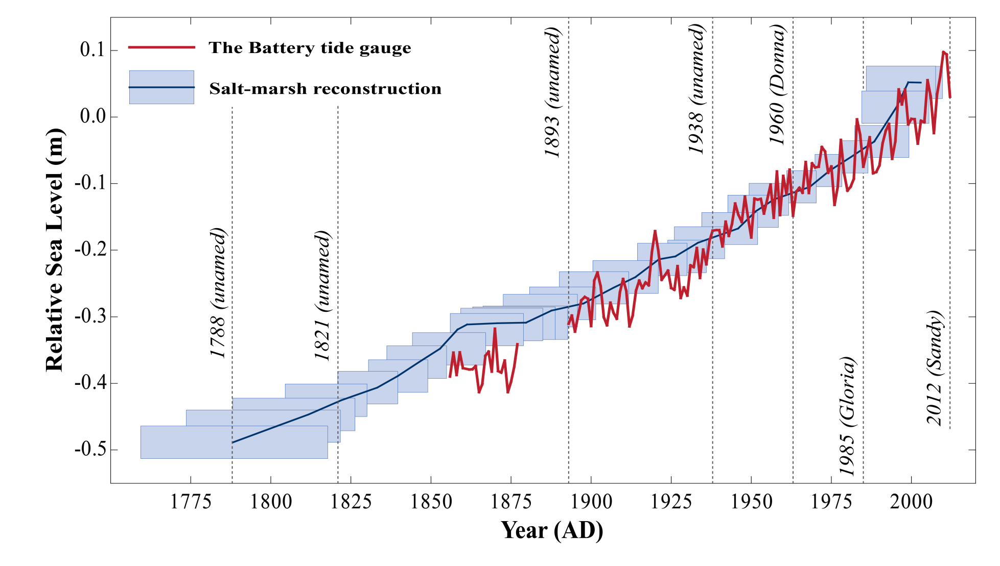 The Battery tide gauge
Salt-marsh reconstruction
Relative Sea Level (m)
0.1
0.0
-0.1
-0.2
-0.3
-0.4
-0.5
1788 (unamed)
1821 (unamed)
1893 (unamed)
1938 (unamed)
1960 (Donna)
1985 (Gloria)
2012 (Sandy)
1775 1800 1825 1850 1875 1900 1925 1950 1975 2000
Year (AD)